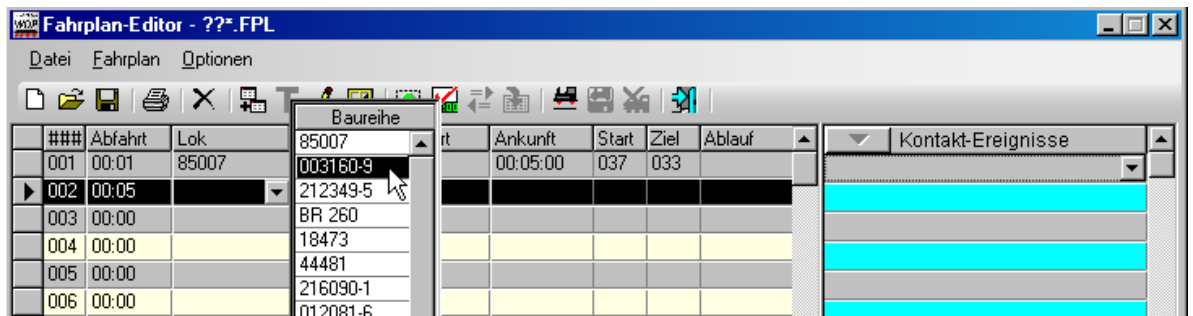 WDP Fahrplan-Editor - ??*.FPL
Datei Fahrplan Optionen
Baureihe
### Abfahrt Lok 85007 rt Ankunft Start Ziel Ablauf Kontakt-Ereignisse
001 00:01 85007 003160-9 00:05:00 037 033
002 00:05 212349-5
003 00:00 BR 260
004 00:00 18473
005 00:00 44481
216090-1
006 00:00 012081-6